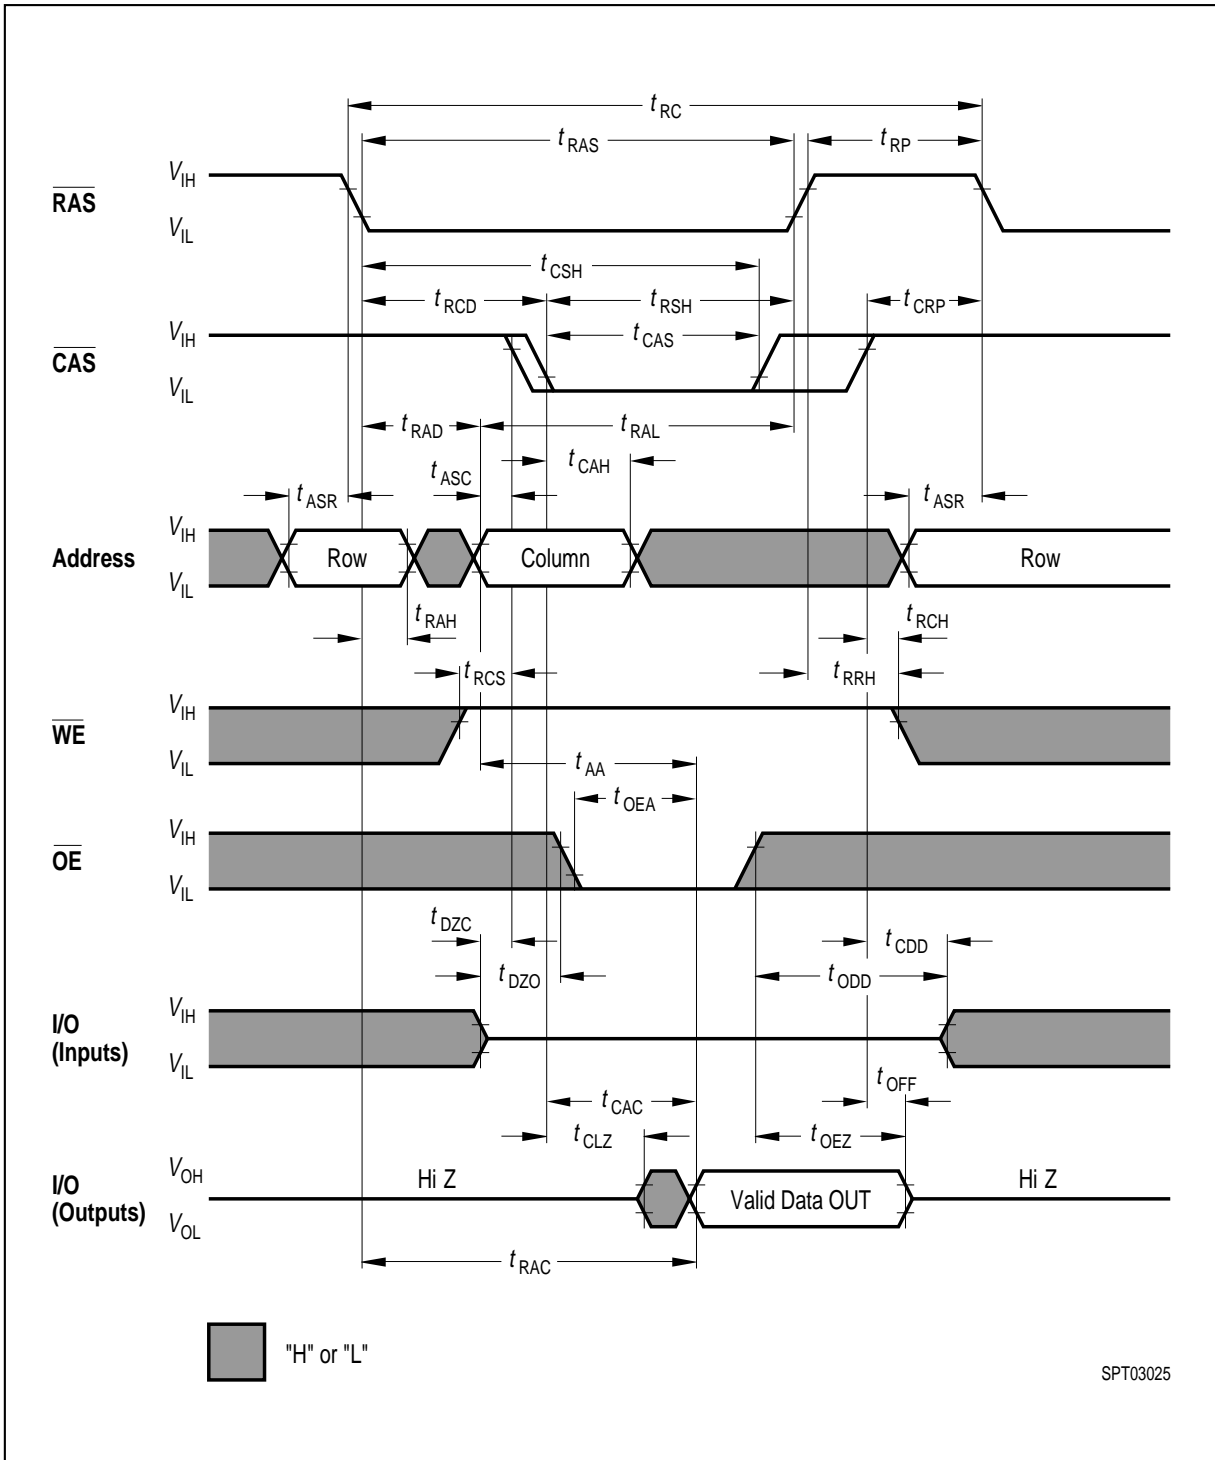 tRC
tRAS
tRP
RAS
VIH
VIL
tCSH
tRCD
tRSH
tCRP
tCAS
CAS
VIH
VIL
tRAD
tRAL
tASC
tCAH
tASR
tASR
Address
VIH
VIL
Row
Column
Row
tRAH
tRCH
tRCS
tRRH
WE
VIH
VIL
tAA
tOEA
OE
VIH
VIL
tDZC
tCDD
tDZO
tODD
I/O
(Inputs)
VIH
VIL
tOFF
tCAC
tCLZ
tOEZ
I/O
(Outputs)
VOH
VOL
Hi Z
Valid Data OUT
Hi Z
tRAC
"H" or "L"
SPT03025